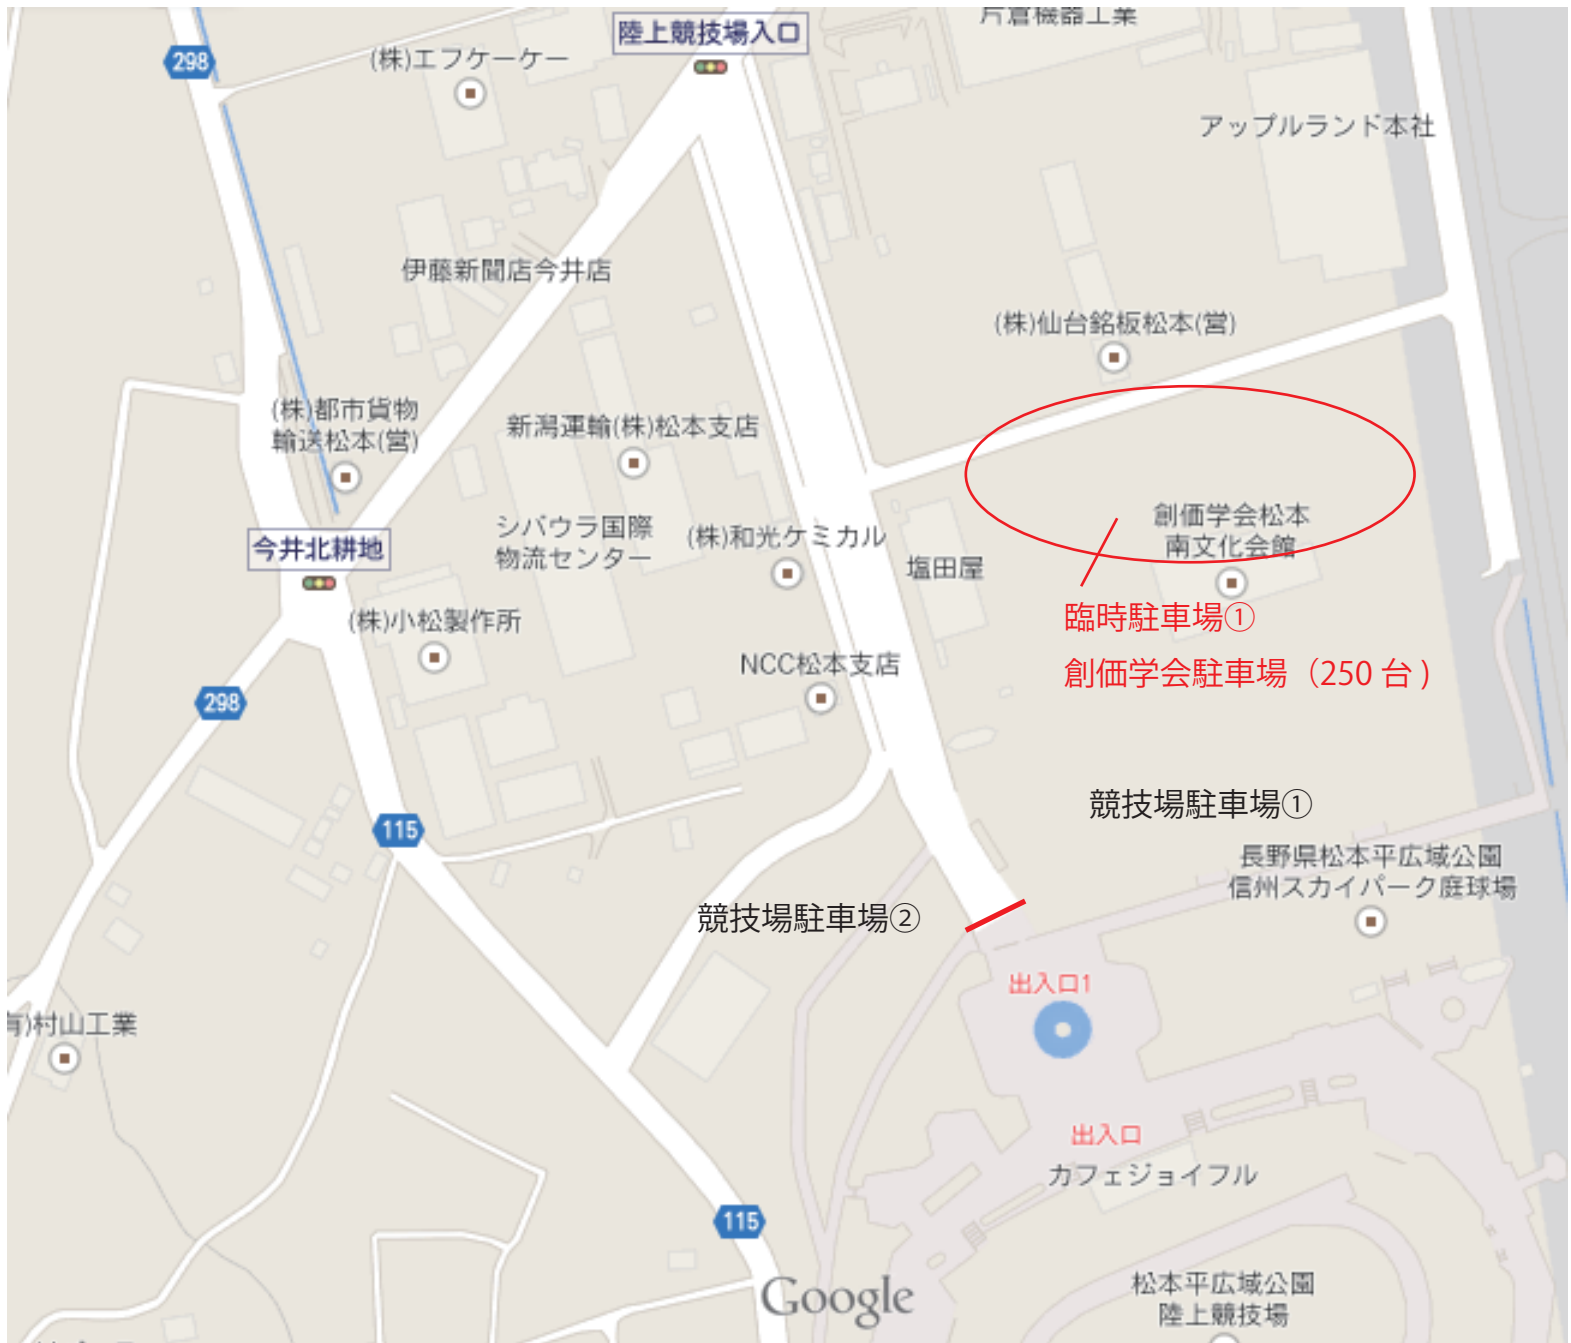 片倉機器工業
陸上競技場入口
298
(株)エフケーケー
アップルランド本社
伊藤新聞店今井店
(株)仙台銘板松本(営)
(株)都市貨物
輸送松本(営)
新潟運輸(株)松本支店
創価学会松本
南文化会館
シバウラ国際
物流センター
(株)和光ケミカル
今井北耕地
塩田屋
臨時駐車場①
(株)小松製作所
NCC松本支店
創価学会駐車場（250 台 )
298
競技場駐車場①
115
長野県松本平広域公園
信州スカイパーク庭球場
競技場駐車場②
出入口1
有)村山工業
出入口
カフェジョイフル
115
Google
松本平広域公園
陸上競技場